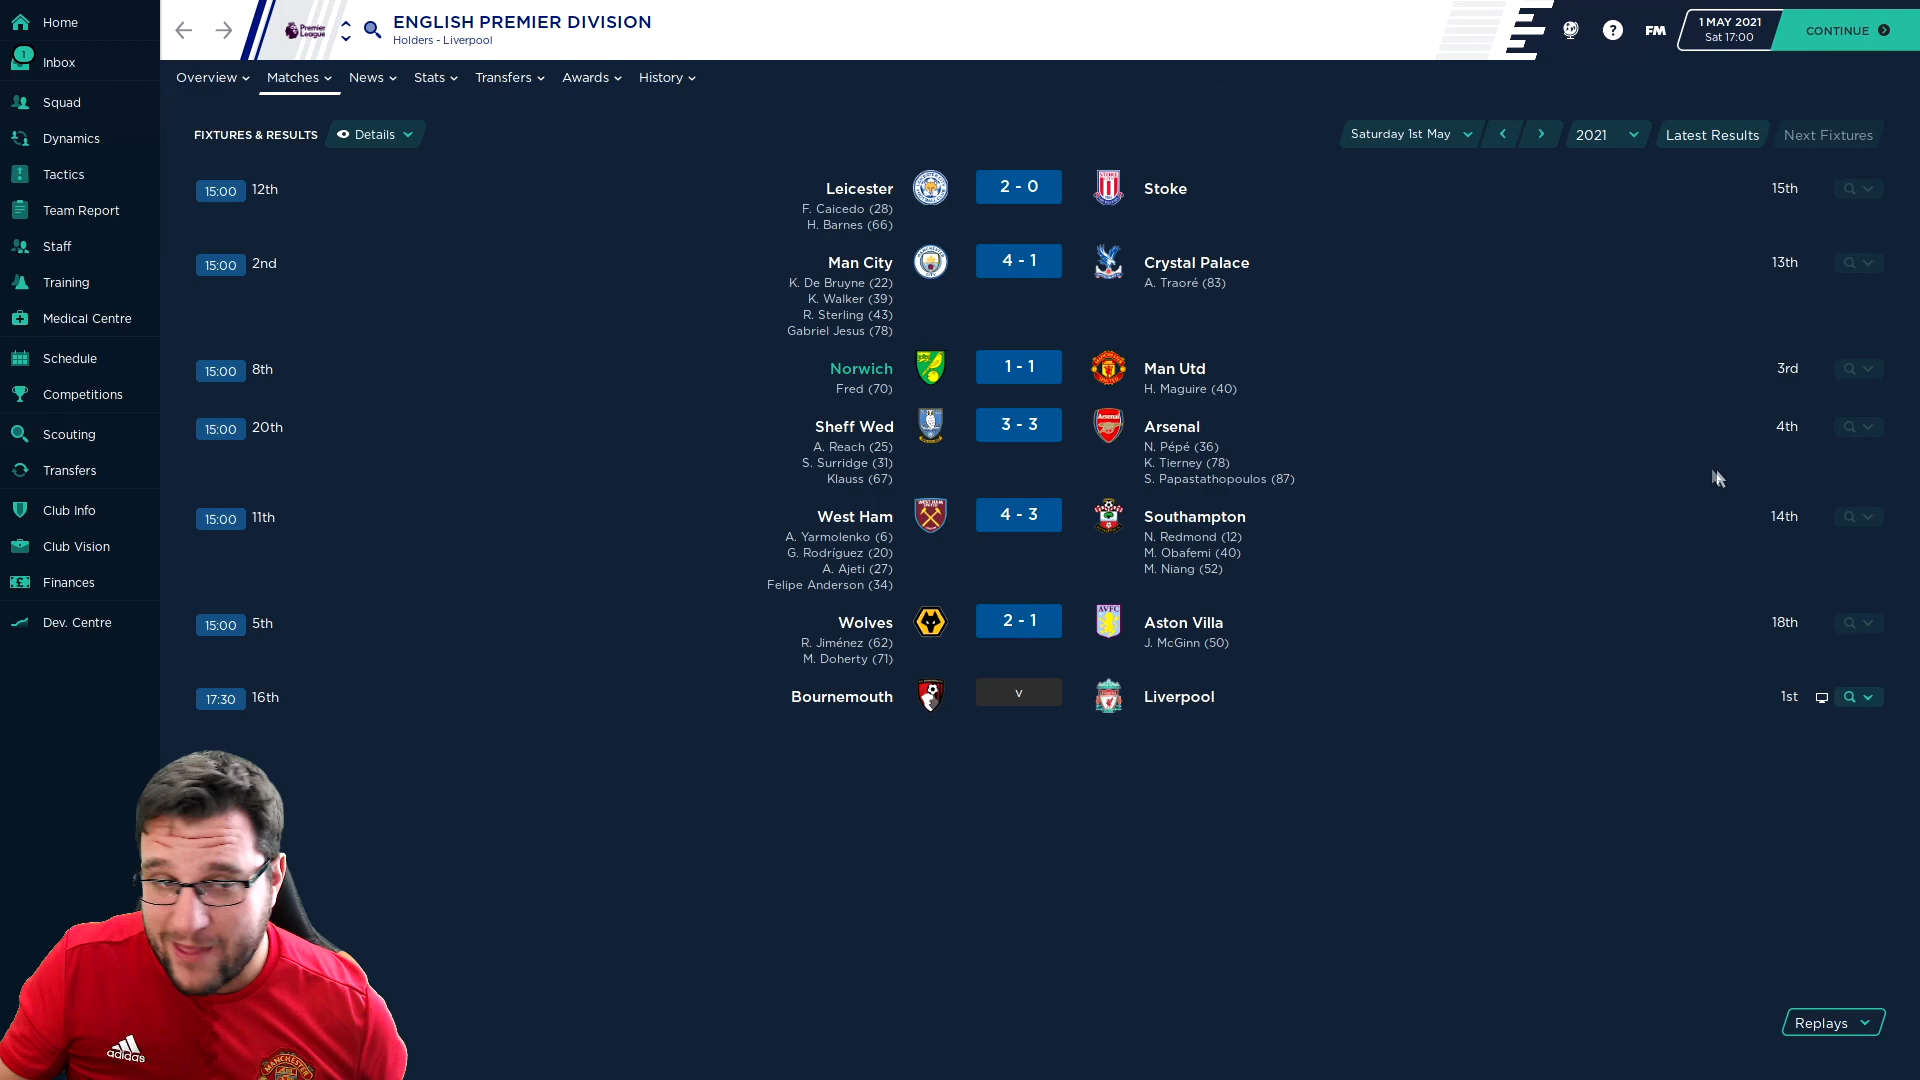 Home
1
Inbox
Squad
Dynamics
Tactics
Team Report
Staff
Training
Medical Centre
Schedule
Competitions
Scouting
Transfers
Club Info
Club Vision
Finances
Dev. Centre
Premier League
ENGLISH PREMIER DIVISION
Holders - Liverpool
?
FM
1 MAY 2021
Sat 17:00
CONTINUE
Overview Matches News Stats Transfers Awards History
FIXTURES & RESULTS Details Saturday 1st May 2021 Latest Results Next Fixtures
15:00 12th Leicester 2 - 0 Stoke 15th
F. Caicedo (28)
H. Barnes (66)
15:00 2nd Man City 4 - 1 Crystal Palace 13th
K. De Bruyne (22) A. Traoré (83)
K. Walker (39)
R. Sterling (43)
Gabriel Jesus (78)
15:00 8th Norwich 1 - 1 Man Utd 3rd
Fred (70) H. Maguire (40)
15:00 20th Sheff Wed 3 - 3 Arsenal 4th
A. Reach (25) N. Pépé (36)
S. Surridge (31) K. Tierney (78)
Klauss (67) S. Papastathopoulos (87)
15:00 11th West Ham 4 - 3 Southampton 14th
A. Yarmolenko (6) N. Redmond (12)
G. Rodríguez (20) M. Obafemi (40)
A. Ajeti (27) M. Niang (52)
Felipe Anderson (34)
15:00 5th Wolves 2 - 1 Aston Villa 18th
R. Jiménez (62) J. McGinn (50)
M. Doherty (71)
17:30 16th Bournemouth v Liverpool 1st
adidas
MANCHESTER
Replays